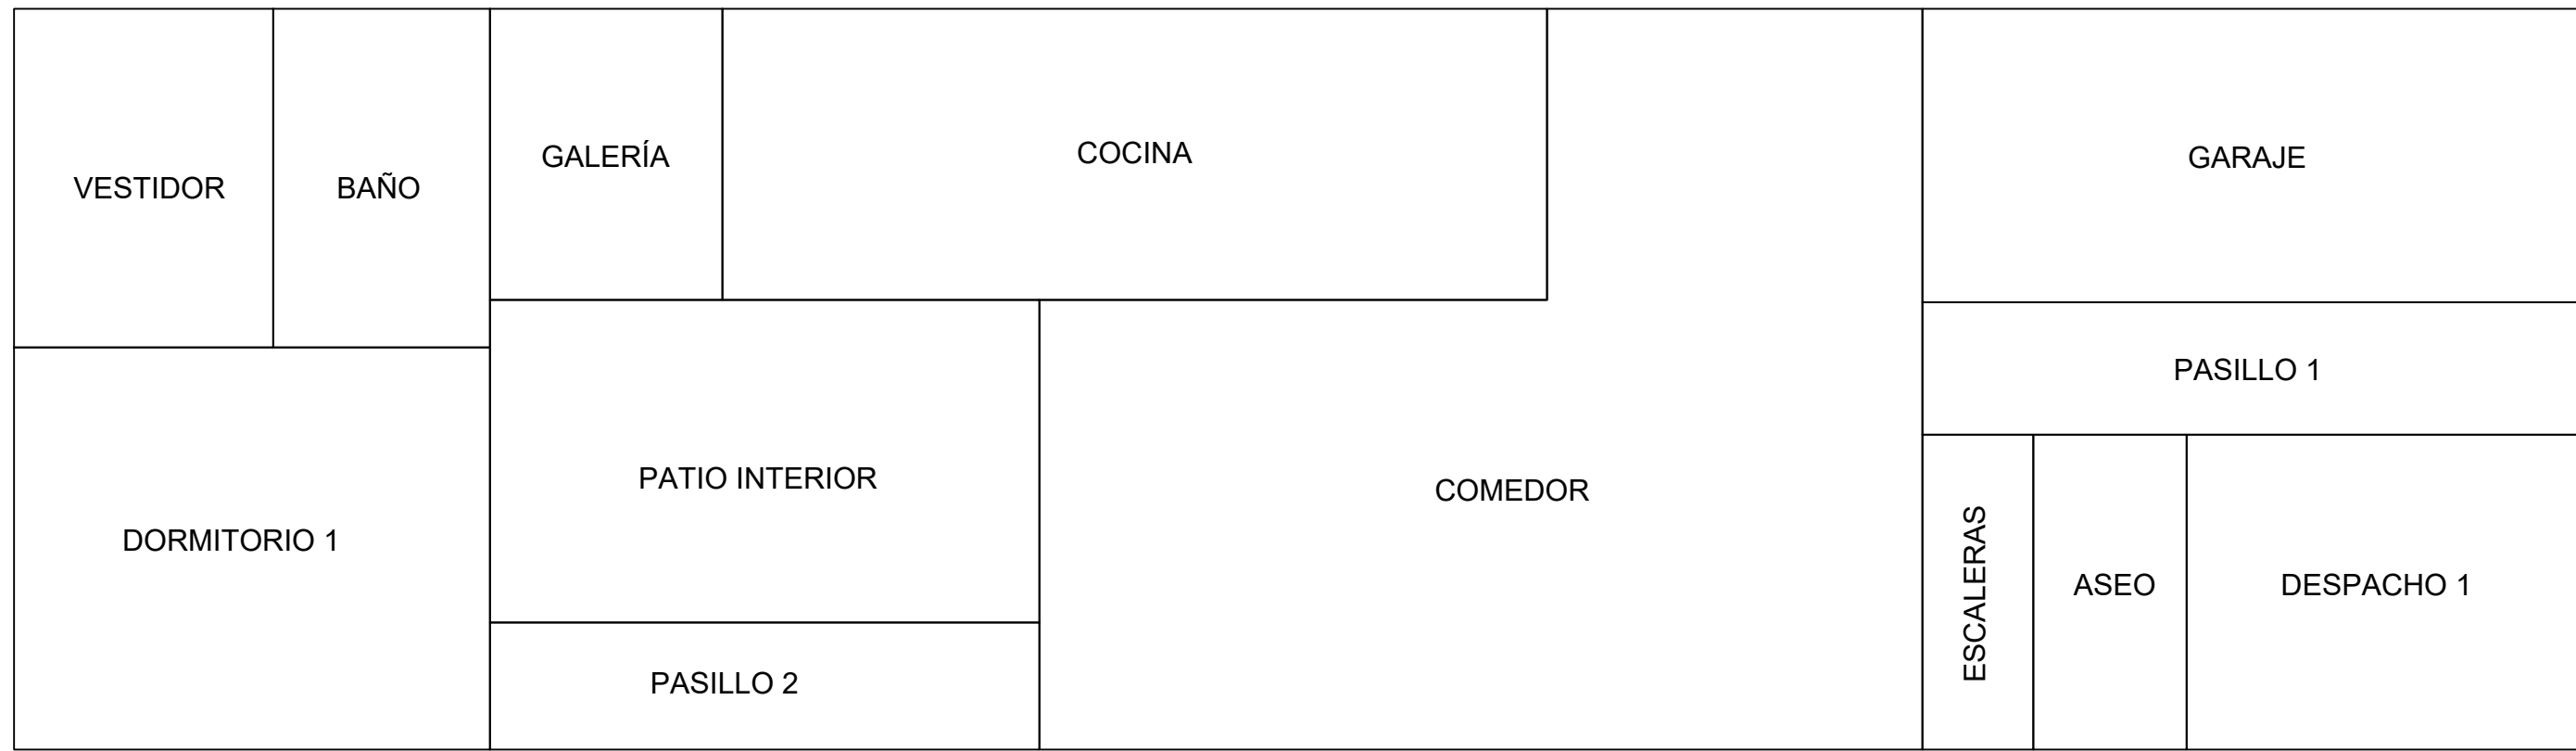 VESTIDOR
BAÑO
GALERÍA
COCINA
GARAJE
PASILLO 1
PATIO INTERIOR
COMEDOR
DORMITORIO 1
ESCALERAS
ASEO
DESPACHO 1
PASILLO 2